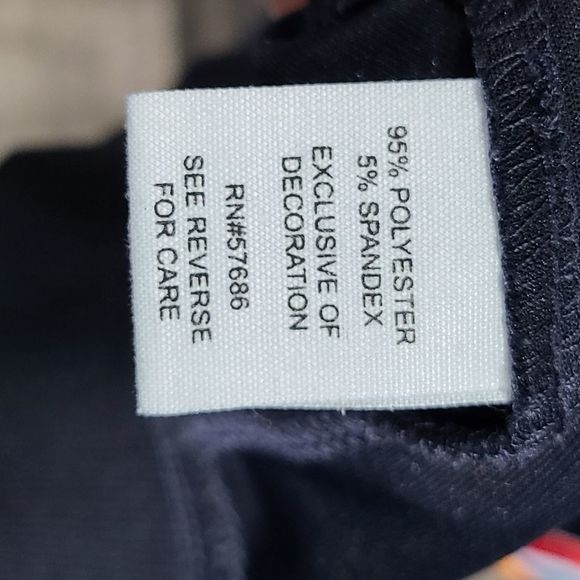 95% POLYESTER
5% SPANDEX
EXCLUSIVE OF
DECORATION
RN#57686
SEE REVERSE
FOR CARE